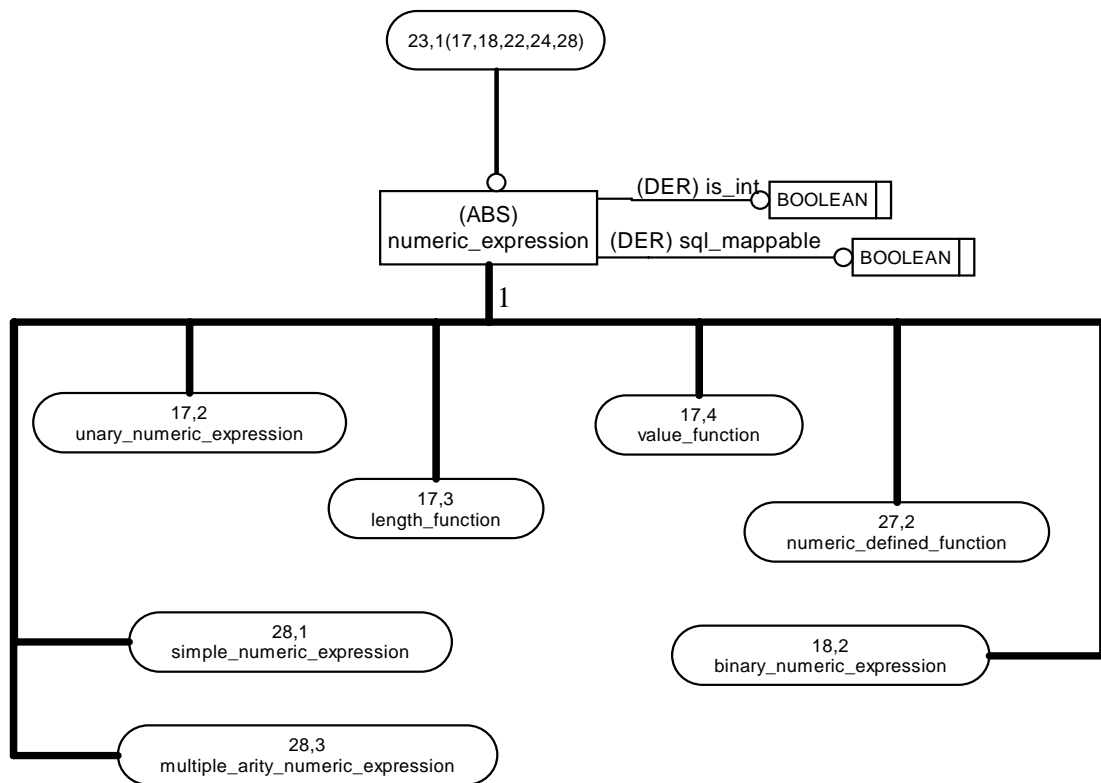 23,1(17,18,22,24,28)
(DER) is_int
BOOLEAN
(ABS)
numeric_expression
(DER) sql_mappable
BOOLEAN
1
17,2
unary_numeric_expression
17,4
value_function
17,3
length_function
27,2
numeric_defined_function
28,1
simple_numeric_expression
18,2
binary_numeric_expression
28,3
multiple_arity_numeric_expression